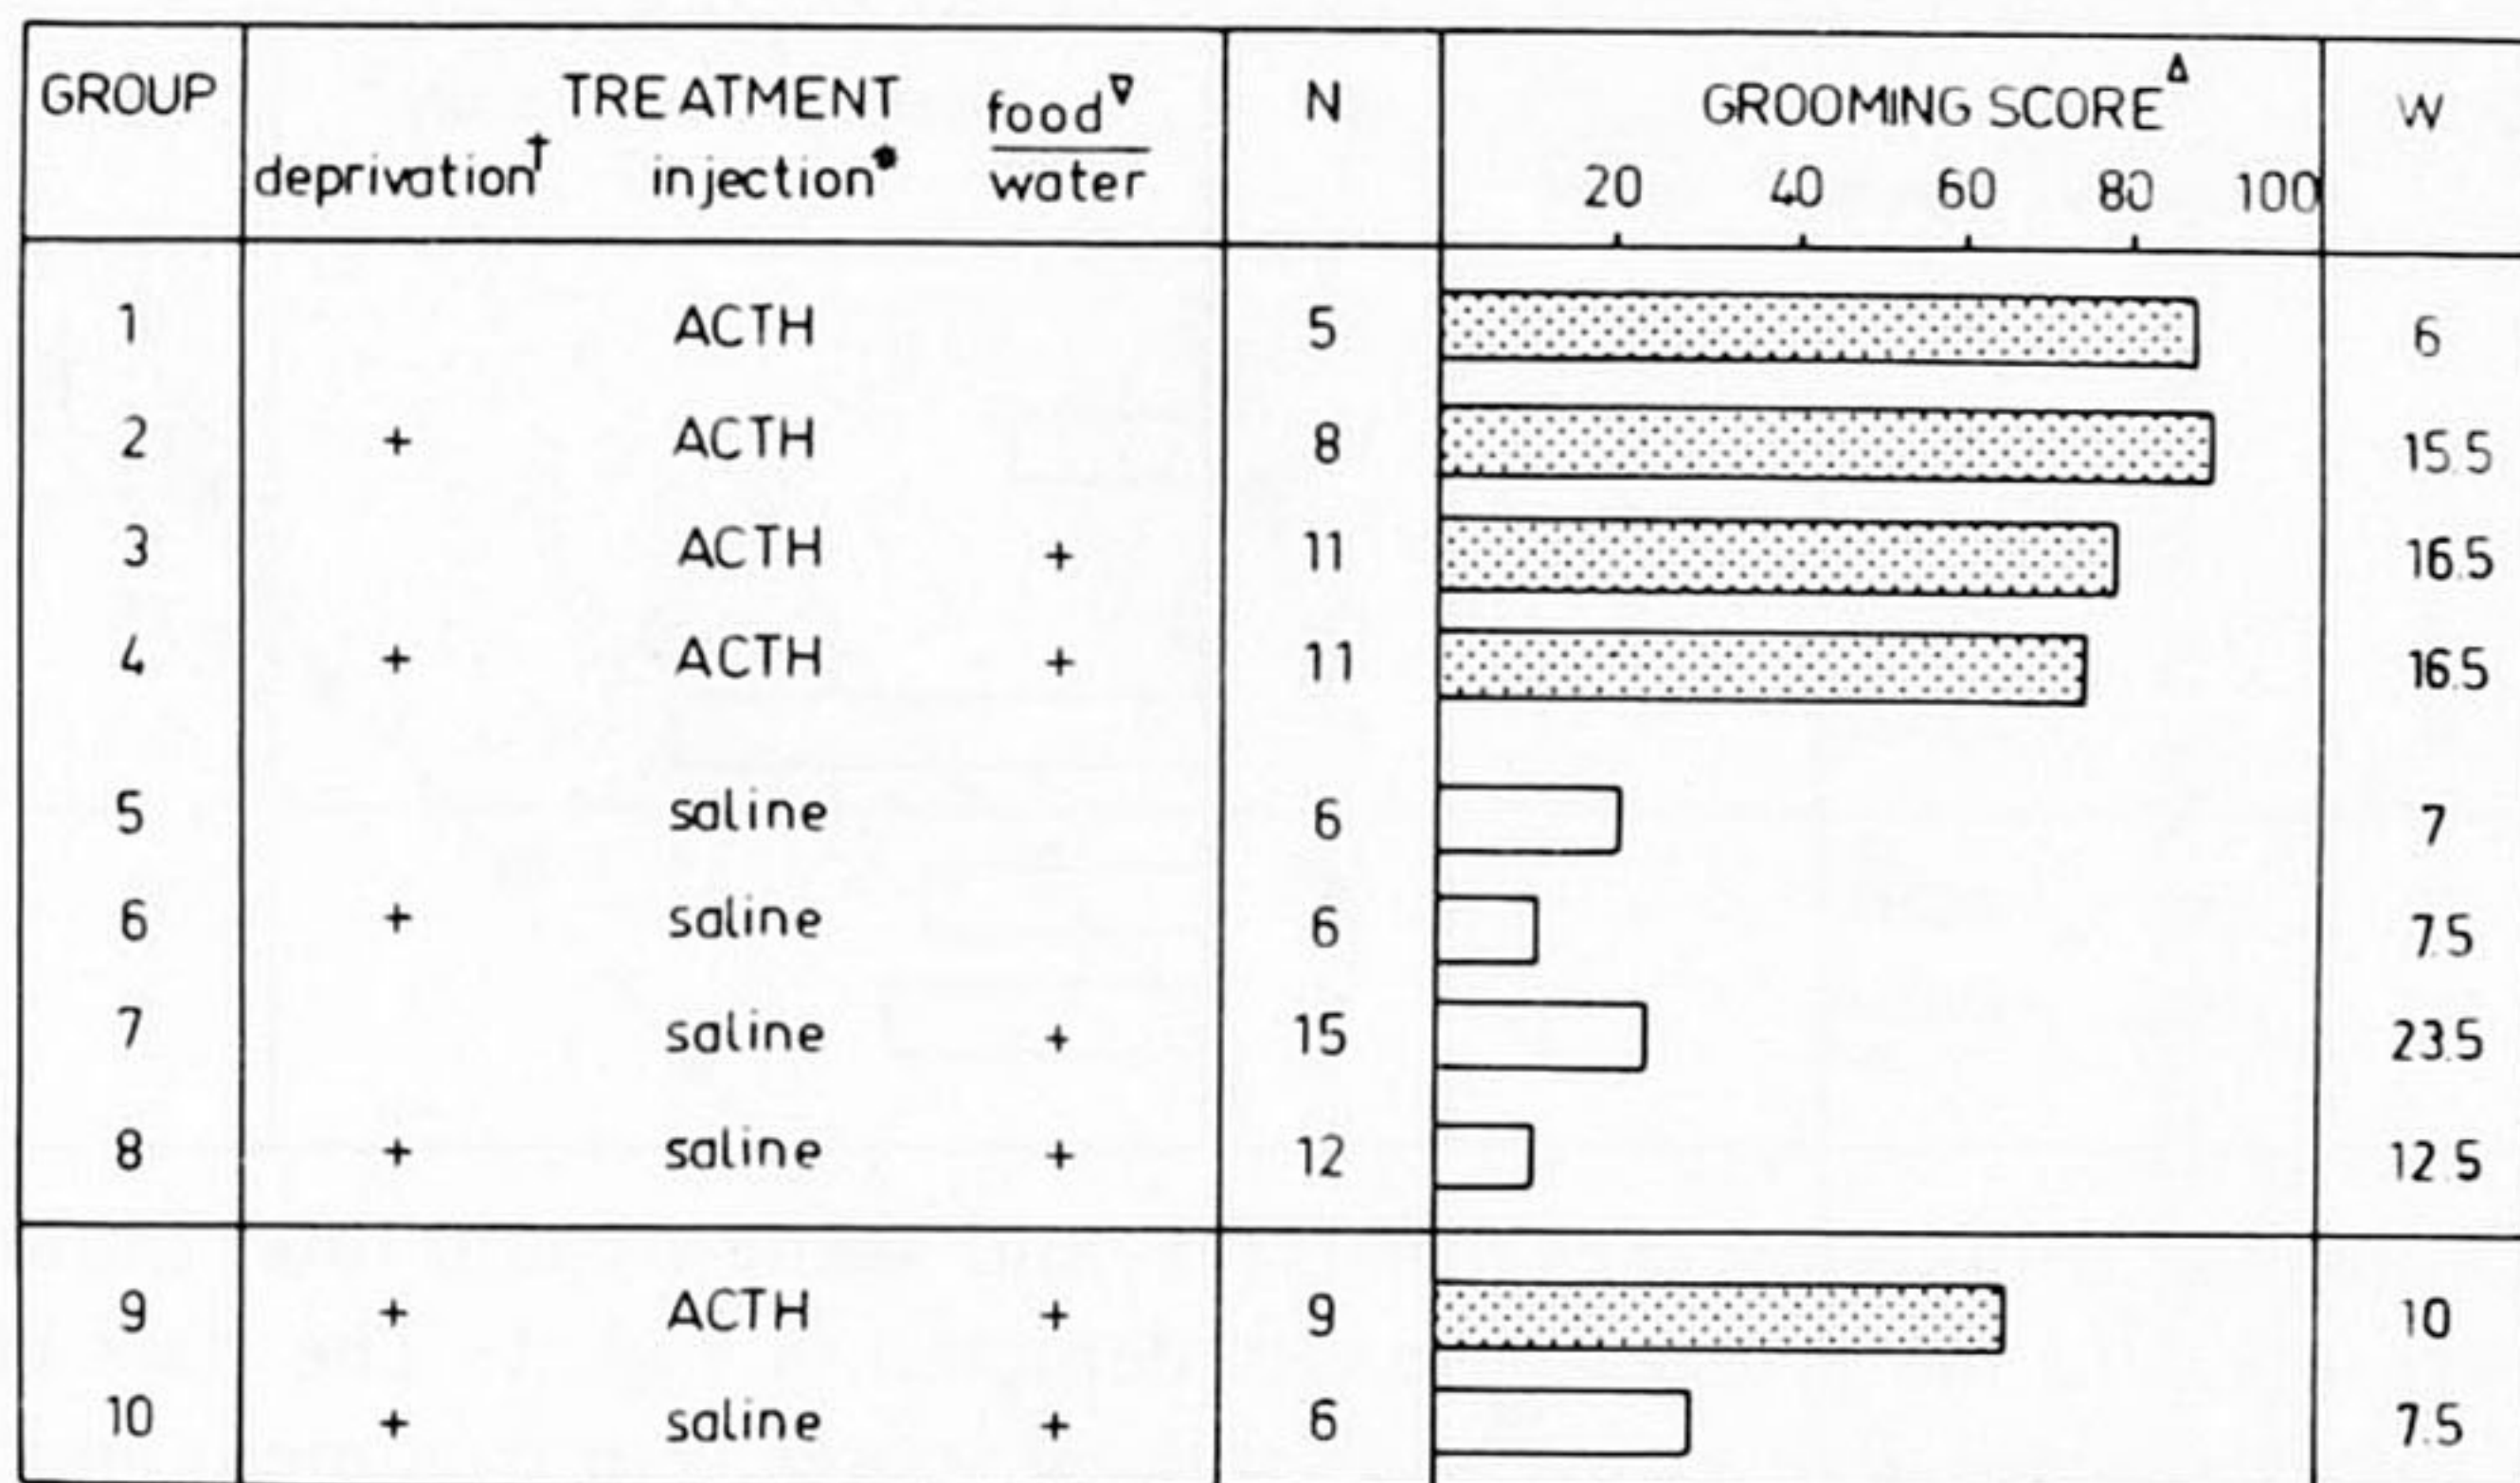 GROUP TREATMENT food▽ N GROOMING SCORE△ W
deprivation† injection* water 20 40 60 80 100
1 ACTH 5 6
2 + ACTH 8 15.5
3 ACTH + 11 16.5
4 + ACTH + 11 16.5
5 saline 6 7
6 + saline 6 7.5
7 saline + 15 23.5
8 + saline + 12 12.5
9 + ACTH + 9 10
10 + saline + 6 7.5